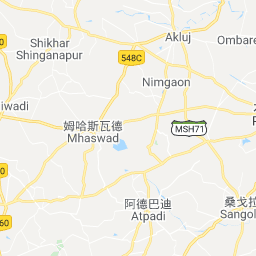 Akluj
Ombare
Shikhar
Shinganapur
548C
Nimgaon
iwadi
姆哈斯瓦德
Mhaswad
MSH71
桑戈拉
Sangol
阿德巴迪
Atpadi
60